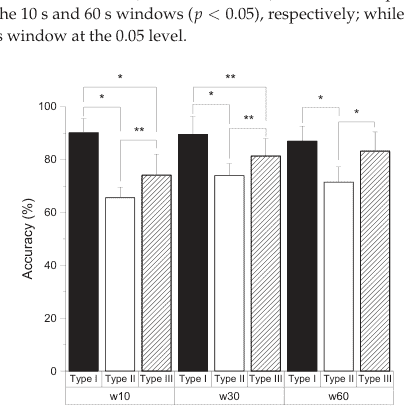 he 10 s and 60 s windows (p < 0.05), respectively; while
s window at the 0.05 level.
* **
* * *
** ** *
100
80
60
40
20
0
Accuracy (%)
Type I Type II Type III Type I Type II Type III Type I Type II Type III
w10 w30 w60